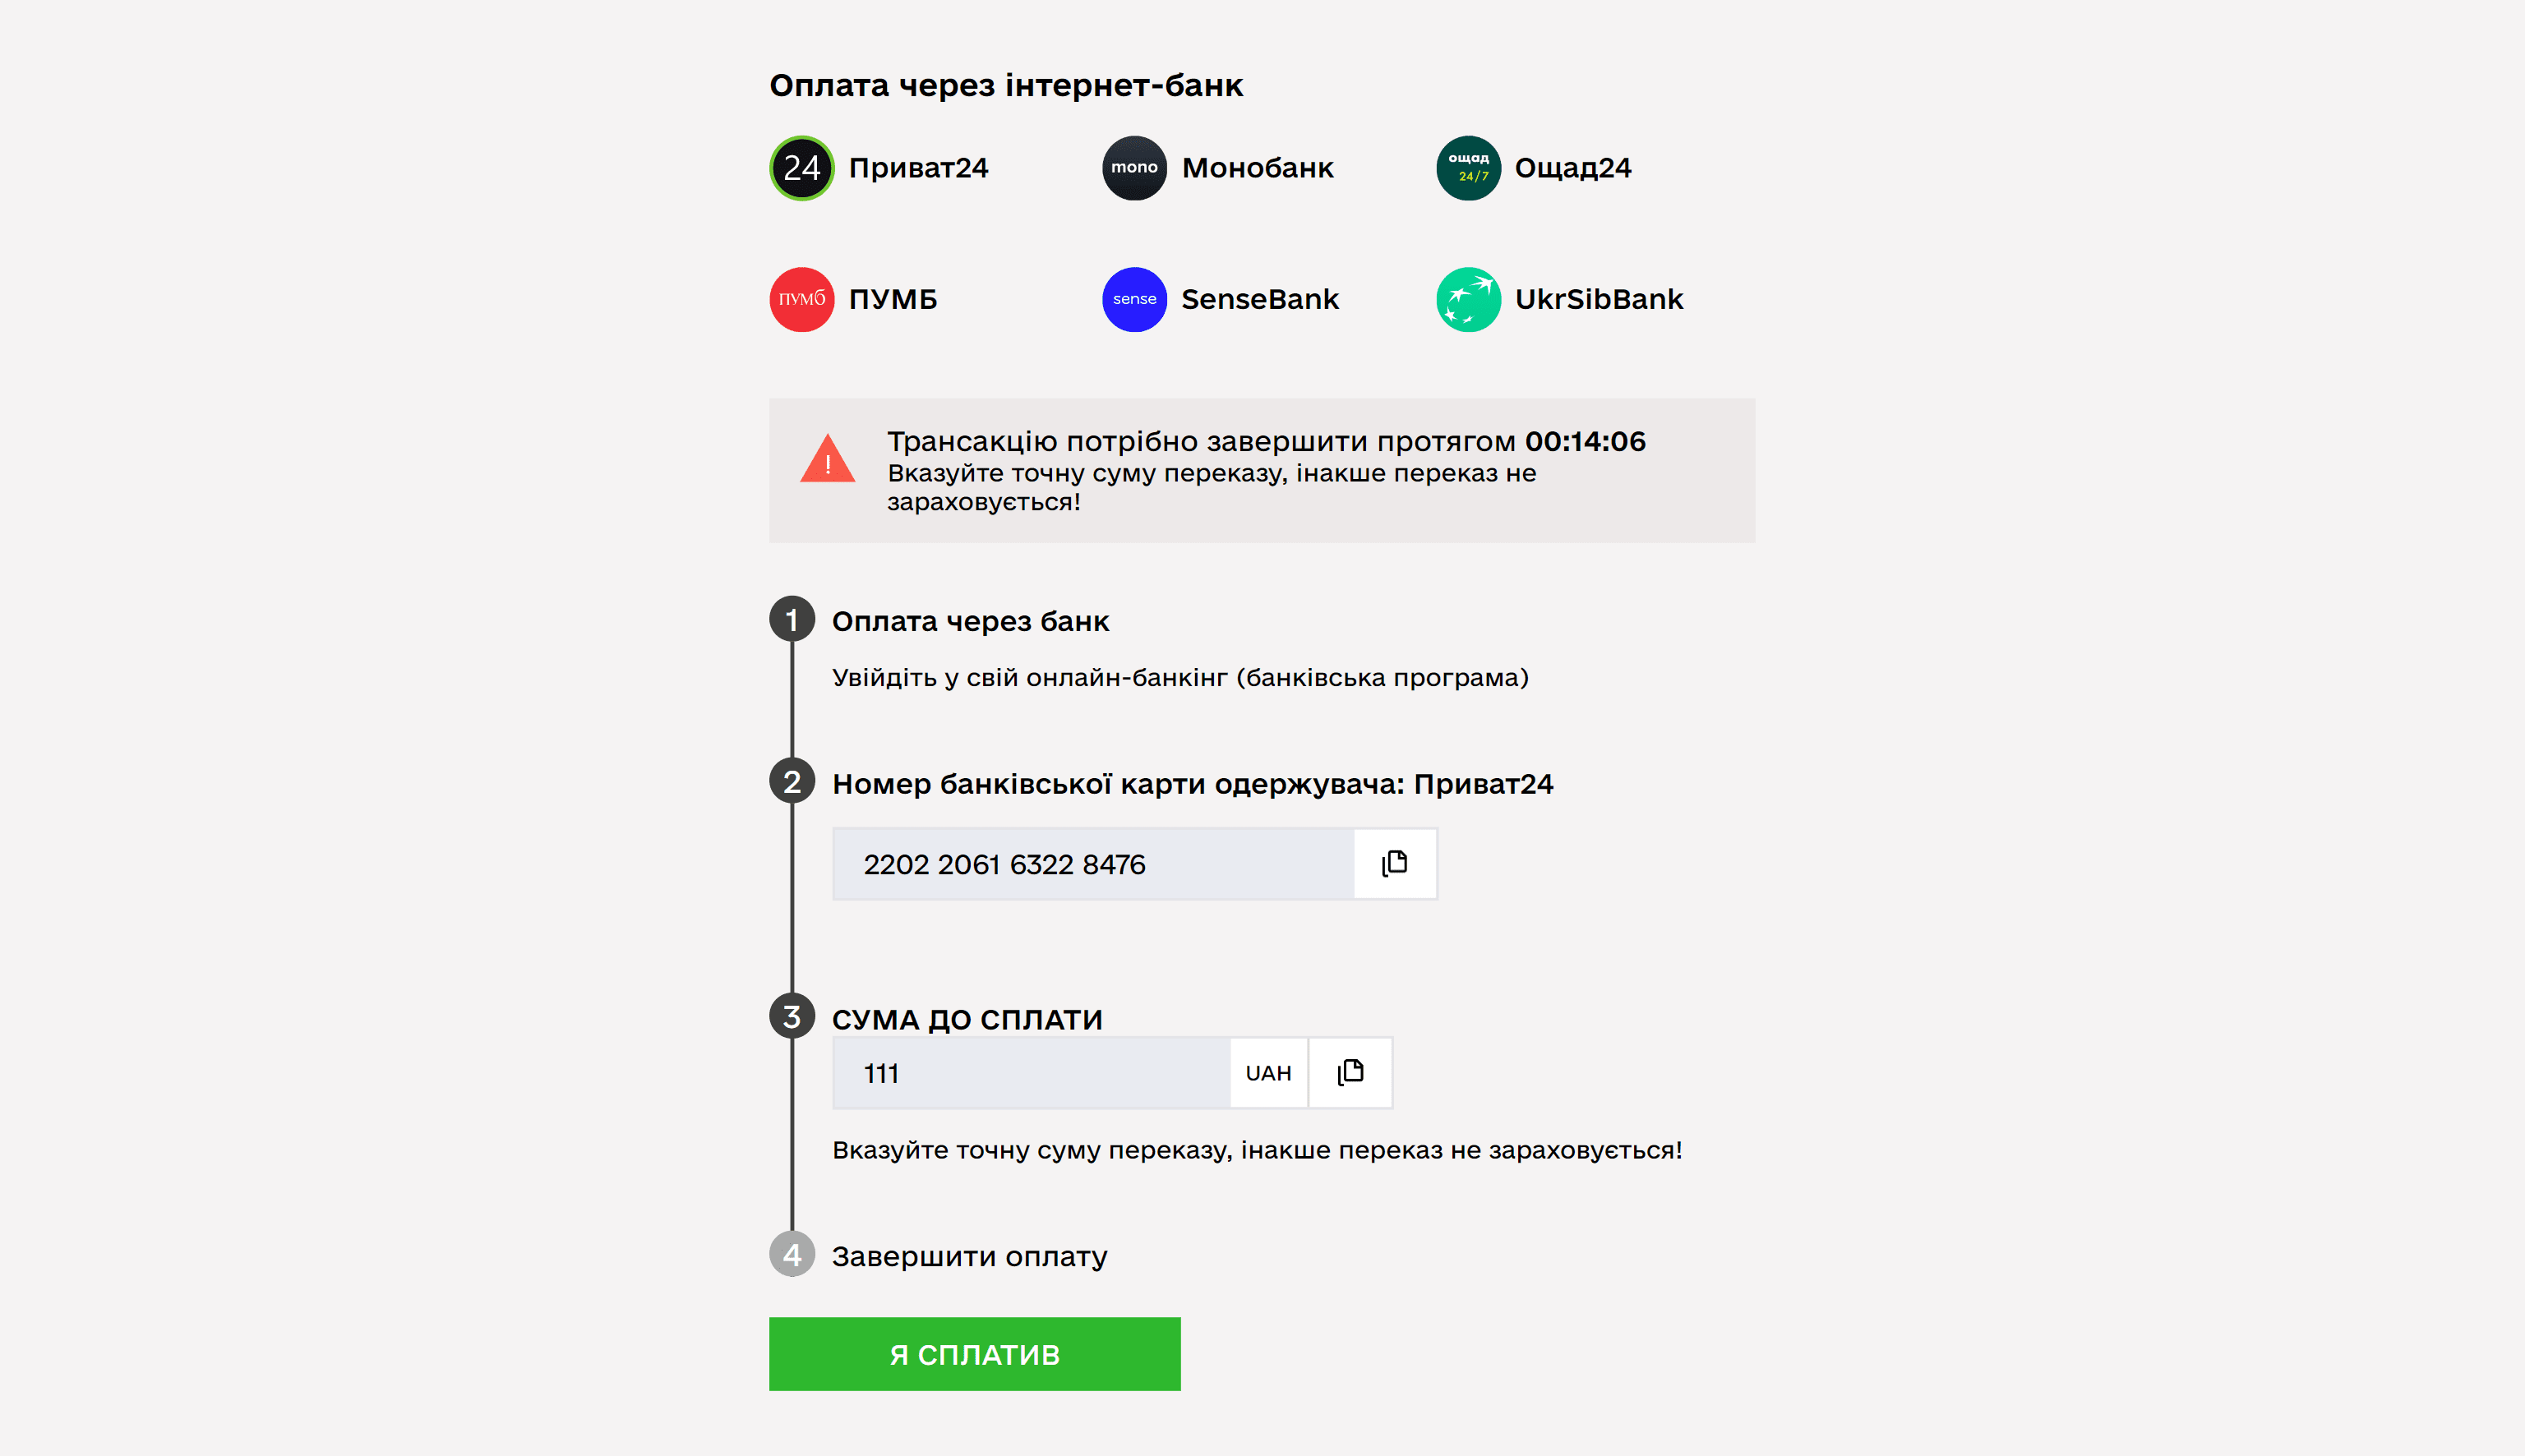 Оплата через інтернет-банк
24 Приват24
mono Монобанк
ощад 24/7 Ощад24
ПУМБ ПУМБ
sense SenseBank
UkrSibBank
! Трансакцію потрібно завершити протягом 00:14:06
Вказуйте точну суму переказу, інакше переказ не
зараховується!
1 Оплата через банк
Увійдіть у свій онлайн-банкінг (банківська програма)
2 Номер банківської карти одержувача: Приват24
2202 2061 6322 8476
3 СУМА ДО СПЛАТИ
111 UAH
Вказуйте точну суму переказу, інакше переказ не зараховується!
4 Завершити оплату
Я СПЛАТИВ